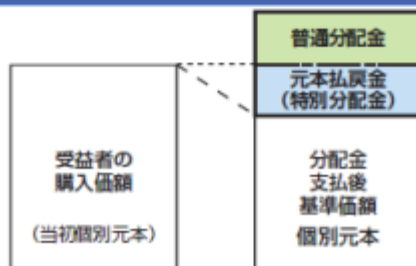 普通分配金
元本払戻金
（特別分配金）
受益者の
購入価額
（当初個別元本）
分配金
支払後
基準価額
個別元本